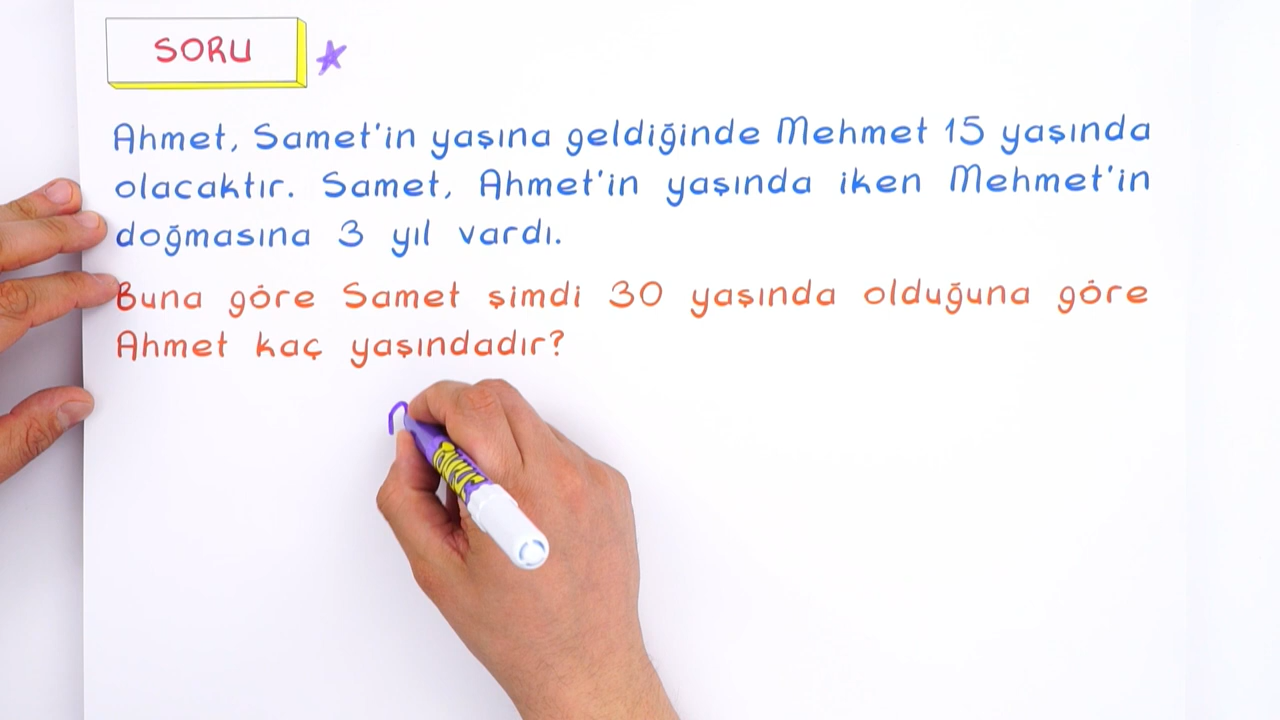 SORU
Ahmet, Samet'in yaşına geldiğinde Mehmet 15 yaşında
olacaktır. Samet, Ahmet'in yaşında iken Mehmet'in
doğmasına 3 yıl vardı.
Buna göre Samet şimdi 30 yaşında olduğuna göre
Ahmet kaç yaşındadır?